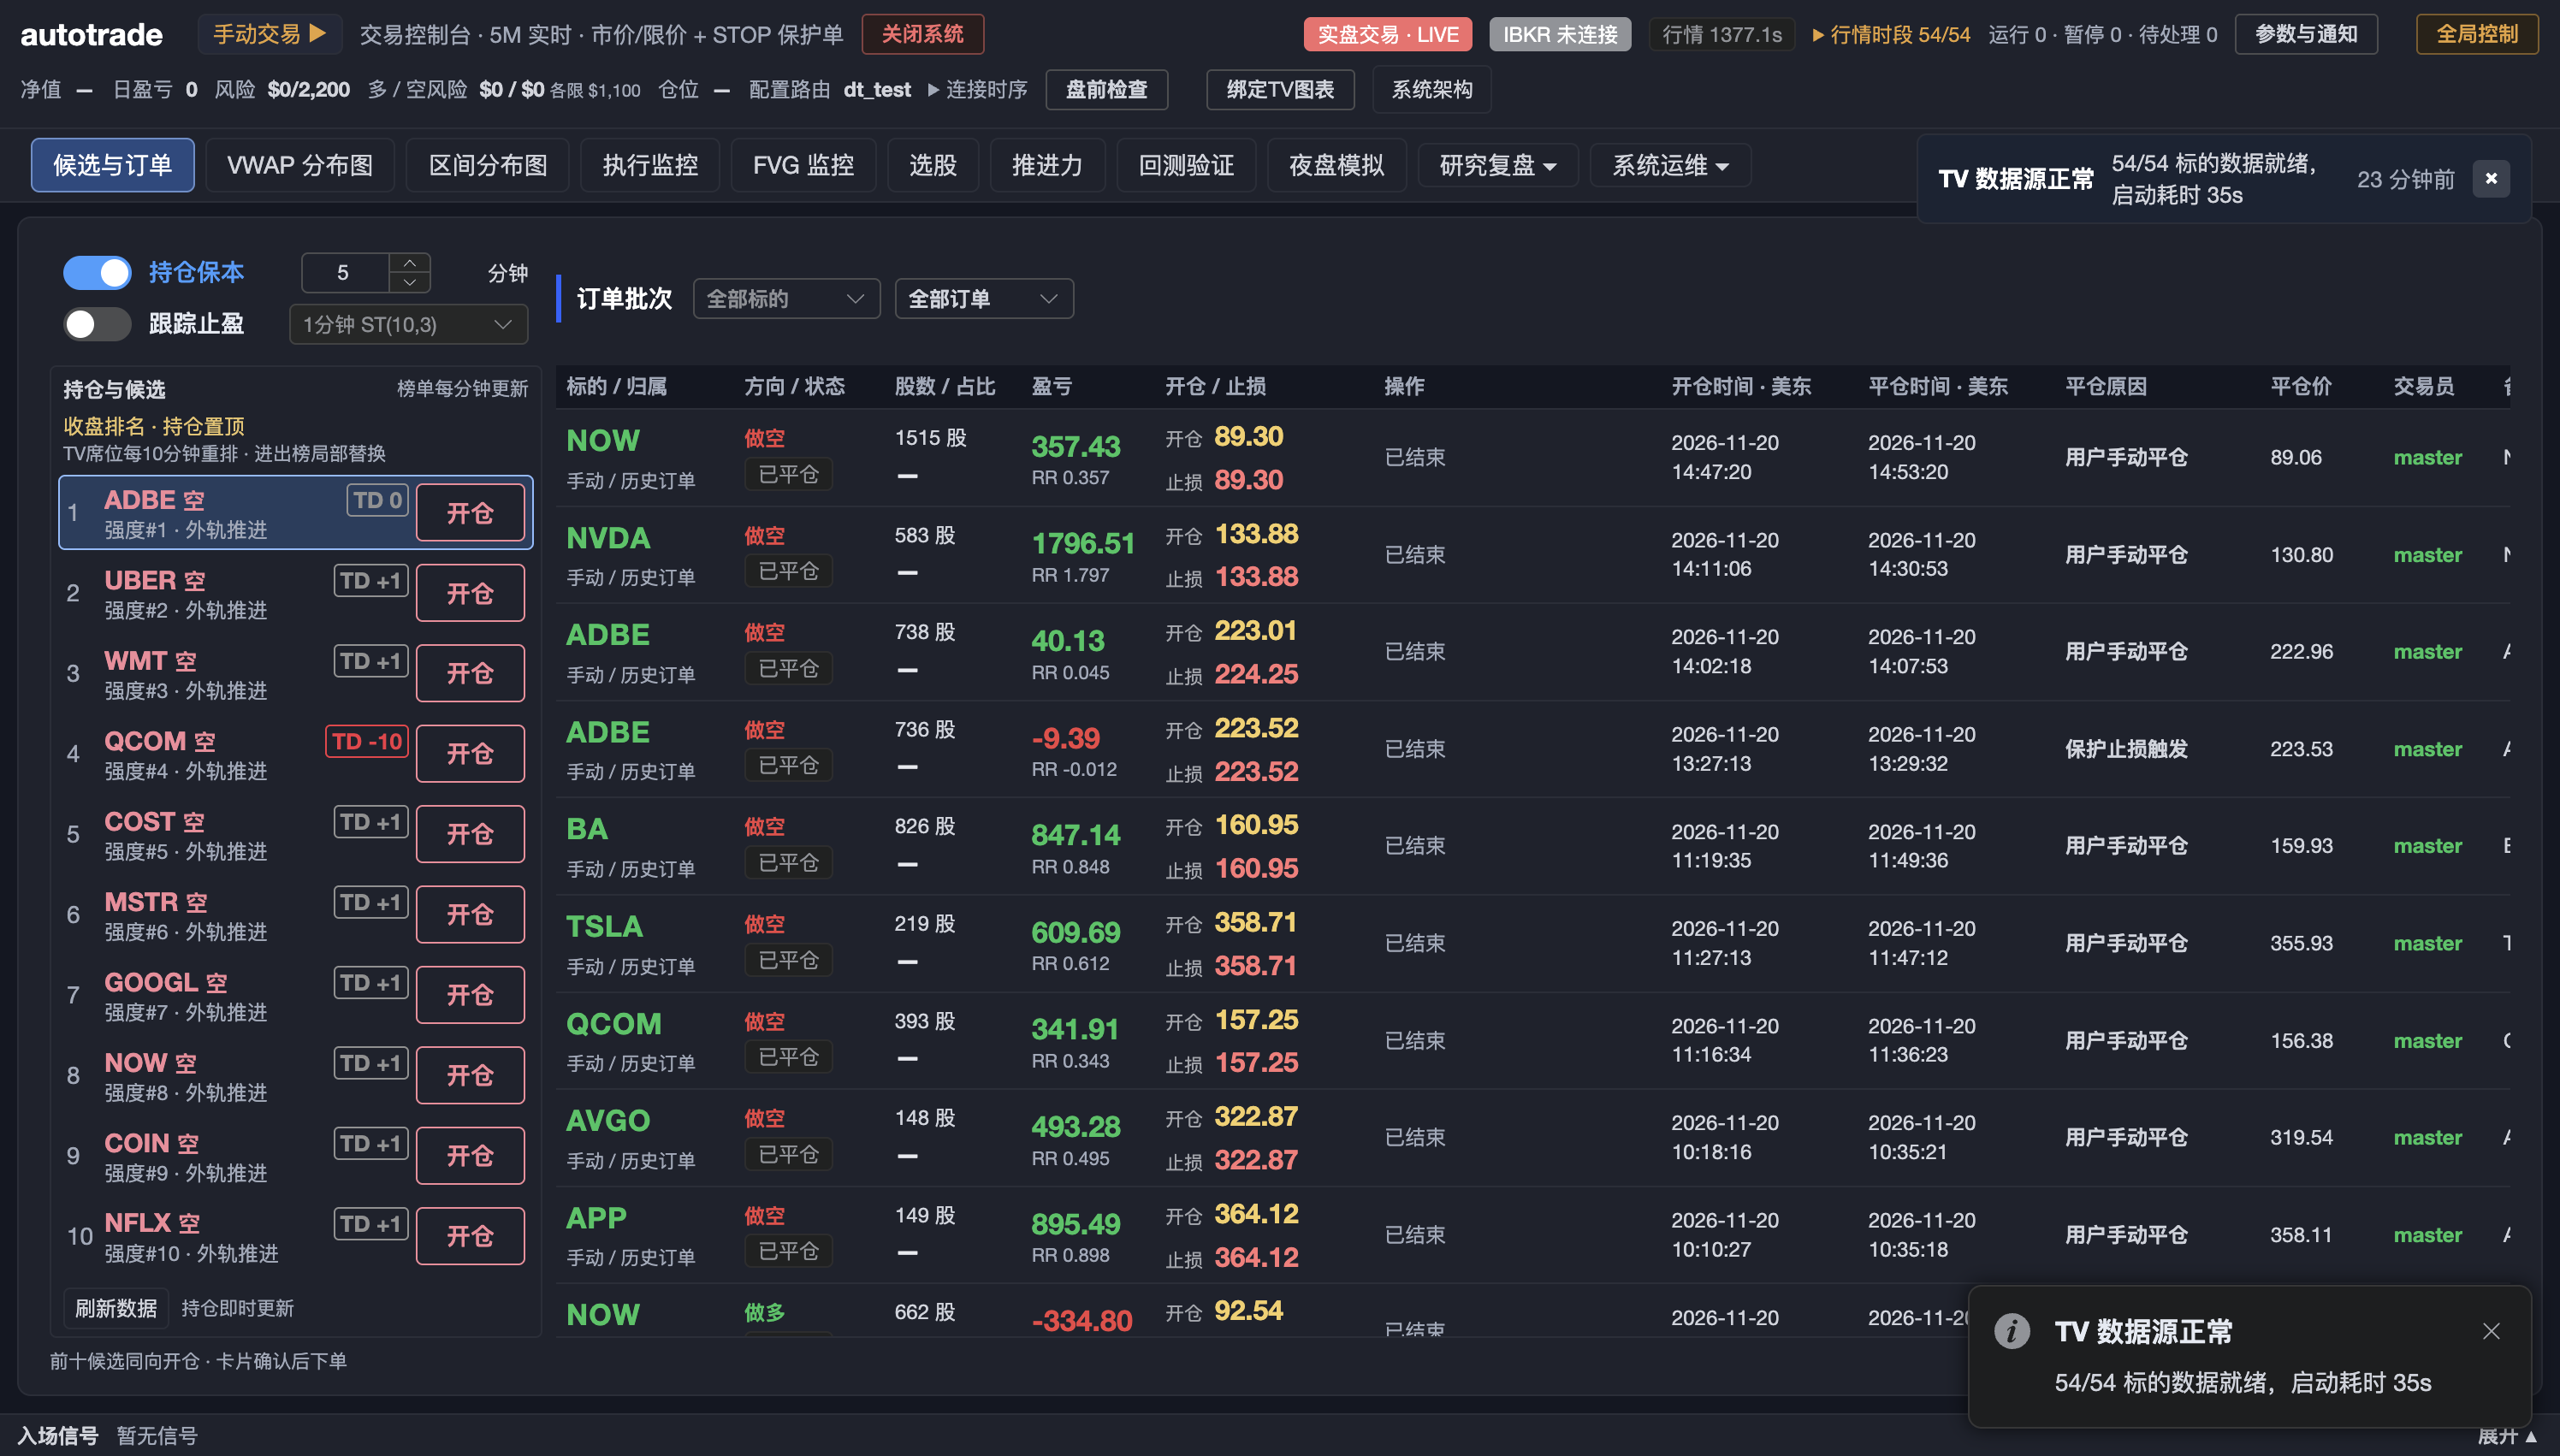 autotrade 手动交易 ▶ 交易控制台 · 5M 实时 · 市价/限价 + STOP 保护单 关闭系统 实盘交易 · LIVE IBKR 未连接 行情 1377.1s ▶ 行情时段 54/54 运行 0 · 暂停 0 · 待处理 0 参数与通知 全局控制
净值 — 日盈亏 0 风险 $0/2,200 多 / 空风险 $0 / $0 各限 $1,100 仓位 — 配置路由 dt_test ▶ 连接时序 盘前检查 绑定TV图表 系统架构
候选与订单 VWAP 分布图 区间分布图 执行监控 FVG 监控 选股 推进力 回测验证 夜盘模拟 研究复盘 系统运维
TV 数据源正常 54/54 标的数据就绪, 23 分钟前 ×
启动耗时 35s
持仓保本 5 分钟
跟踪止盈 1分钟 ST(10,3)
订单批次 全部标的 全部订单
持仓与候选 榜单每分钟更新
收盘排名 · 持仓置顶
TV席位每10分钟重排 · 进出榜局部替换
1 ADBE 空 TD 0 开仓
强度#1 · 外轨推进
2 UBER 空 TD +1 开仓
强度#2 · 外轨推进
3 WMT 空 TD +1 开仓
强度#3 · 外轨推进
4 QCOM 空 TD -10 开仓
强度#4 · 外轨推进
5 COST 空 TD +1 开仓
强度#5 · 外轨推进
6 MSTR 空 TD +1 开仓
强度#6 · 外轨推进
7 GOOGL 空 TD +1 开仓
强度#7 · 外轨推进
8 NOW 空 TD +1 开仓
强度#8 · 外轨推进
9 COIN 空 TD +1 开仓
强度#9 · 外轨推进
10 NFLX 空 TD +1 开仓
强度#10 · 外轨推进
刷新数据 持仓即时更新
前十候选同向开仓 · 卡片确认后下单
标的 / 归属 方向 / 状态 股数 / 占比 盈亏 开仓 / 止损 操作 开仓时间 · 美东 平仓时间 · 美东 平仓原因 平仓价 交易员
NOW 做空 1515 股 357.43 开仓 89.30 已结束 2026-11-20 2026-11-20 用户手动平仓 89.06 master N
手动 / 历史订单 已平仓 — RR 0.357 止损 89.30 14:47:20 14:53:20
NVDA 做空 583 股 1796.51 开仓 133.88 已结束 2026-11-20 2026-11-20 用户手动平仓 130.80 master N
手动 / 历史订单 已平仓 — RR 1.797 止损 133.88 14:11:06 14:30:53
ADBE 做空 738 股 40.13 开仓 223.01 已结束 2026-11-20 2026-11-20 用户手动平仓 222.96 master A
手动 / 历史订单 已平仓 — RR 0.045 止损 224.25 14:02:18 14:07:53
ADBE 做空 736 股 -9.39 开仓 223.52 已结束 2026-11-20 2026-11-20 保护止损触发 223.53 master A
手动 / 历史订单 已平仓 — RR -0.012 止损 223.52 13:27:13 13:29:32
BA 做空 826 股 847.14 开仓 160.95 已结束 2026-11-20 2026-11-20 用户手动平仓 159.93 master
手动 / 历史订单 已平仓 — RR 0.848 止损 160.95 11:19:35 11:49:36
TSLA 做空 219 股 609.69 开仓 358.71 已结束 2026-11-20 2026-11-20 用户手动平仓 355.93 master T
手动 / 历史订单 已平仓 — RR 0.612 止损 358.71 11:27:13 11:47:12
QCOM 做空 393 股 341.91 开仓 157.25 已结束 2026-11-20 2026-11-20 用户手动平仓 156.38 master
手动 / 历史订单 已平仓 — RR 0.343 止损 157.25 11:16:34 11:36:23
AVGO 做空 148 股 493.28 开仓 322.87 已结束 2026-11-20 2026-11-20 用户手动平仓 319.54 master A
手动 / 历史订单 已平仓 — RR 0.495 止损 322.87 10:18:16 10:35:21
APP 做空 149 股 895.49 开仓 364.12 已结束 2026-11-20 2026-11-20 用户手动平仓 358.11 master A
手动 / 历史订单 已平仓 — RR 0.898 止损 364.12 10:10:27 10:35:18
NOW 做多 662 股 -334.80 开仓 92.54 已结束 2026-11-20
TV 数据源正常
54/54 标的数据就绪, 启动耗时 35s
入场信号 暂无信号 展开 ▲